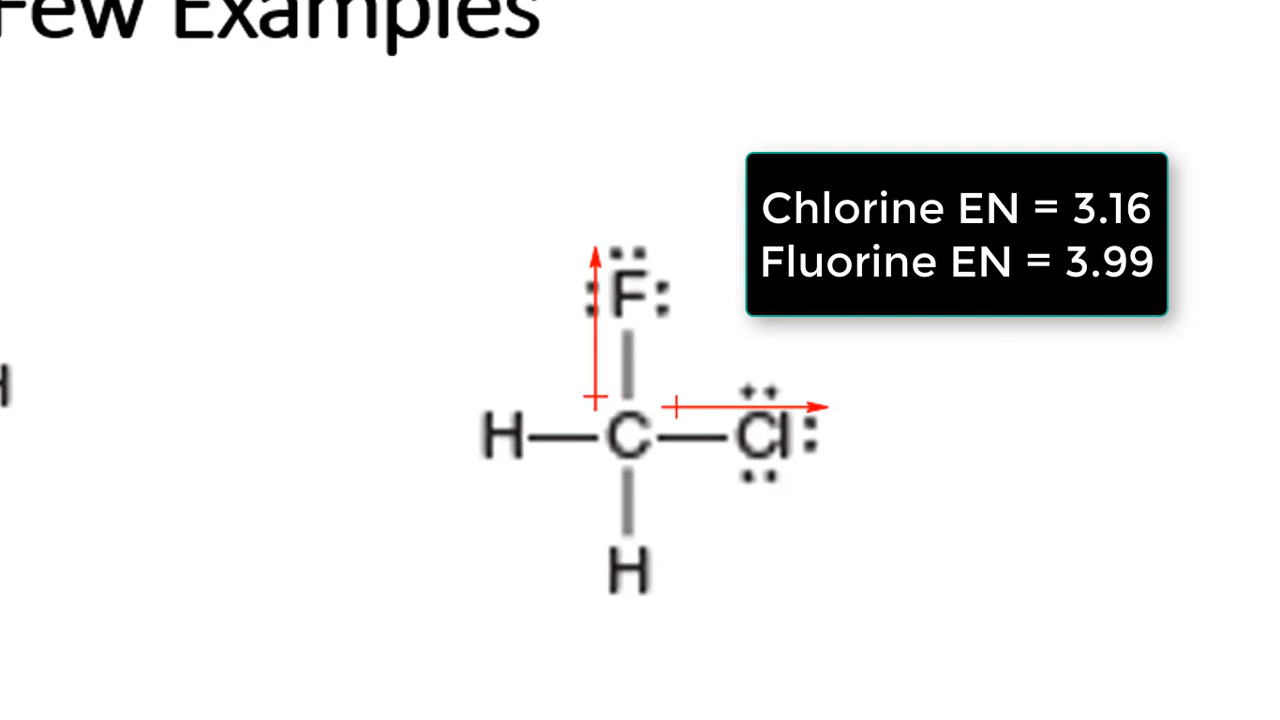 Few Examples
Chlorine EN = 3.16
Fluorine EN = 3.99
F
H
H C Cl
H